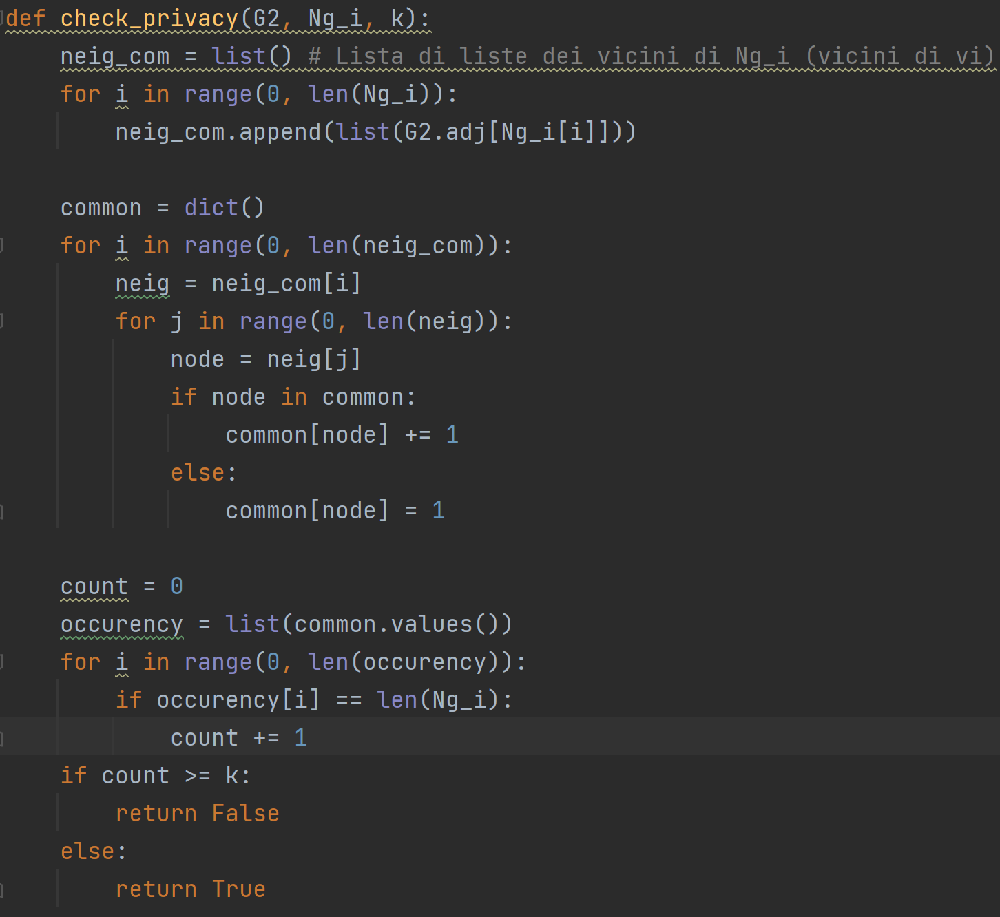 def check_privacy(G2, Ng_i, k):
    neig_com = list() # Lista di liste dei vicini di Ng_i (vicini di vi)
    for i in range(0, len(Ng_i)):
        neig_com.append(list(G2.adj[Ng_i[i]]))
    common = dict()
    for i in range(0, len(neig_com)):
        neig = neig_com[i]
        for j in range(0, len(neig)):
            node = neig[j]
            if node in common:
                common[node] += 1
            else:
                common[node] = 1
    count = 0
    occurency = list(common.values())
    for i in range(0, len(occurency)):
        if occurency[i] == len(Ng_i):
            count += 1
    if count >= k:
        return False
    else:
        return True